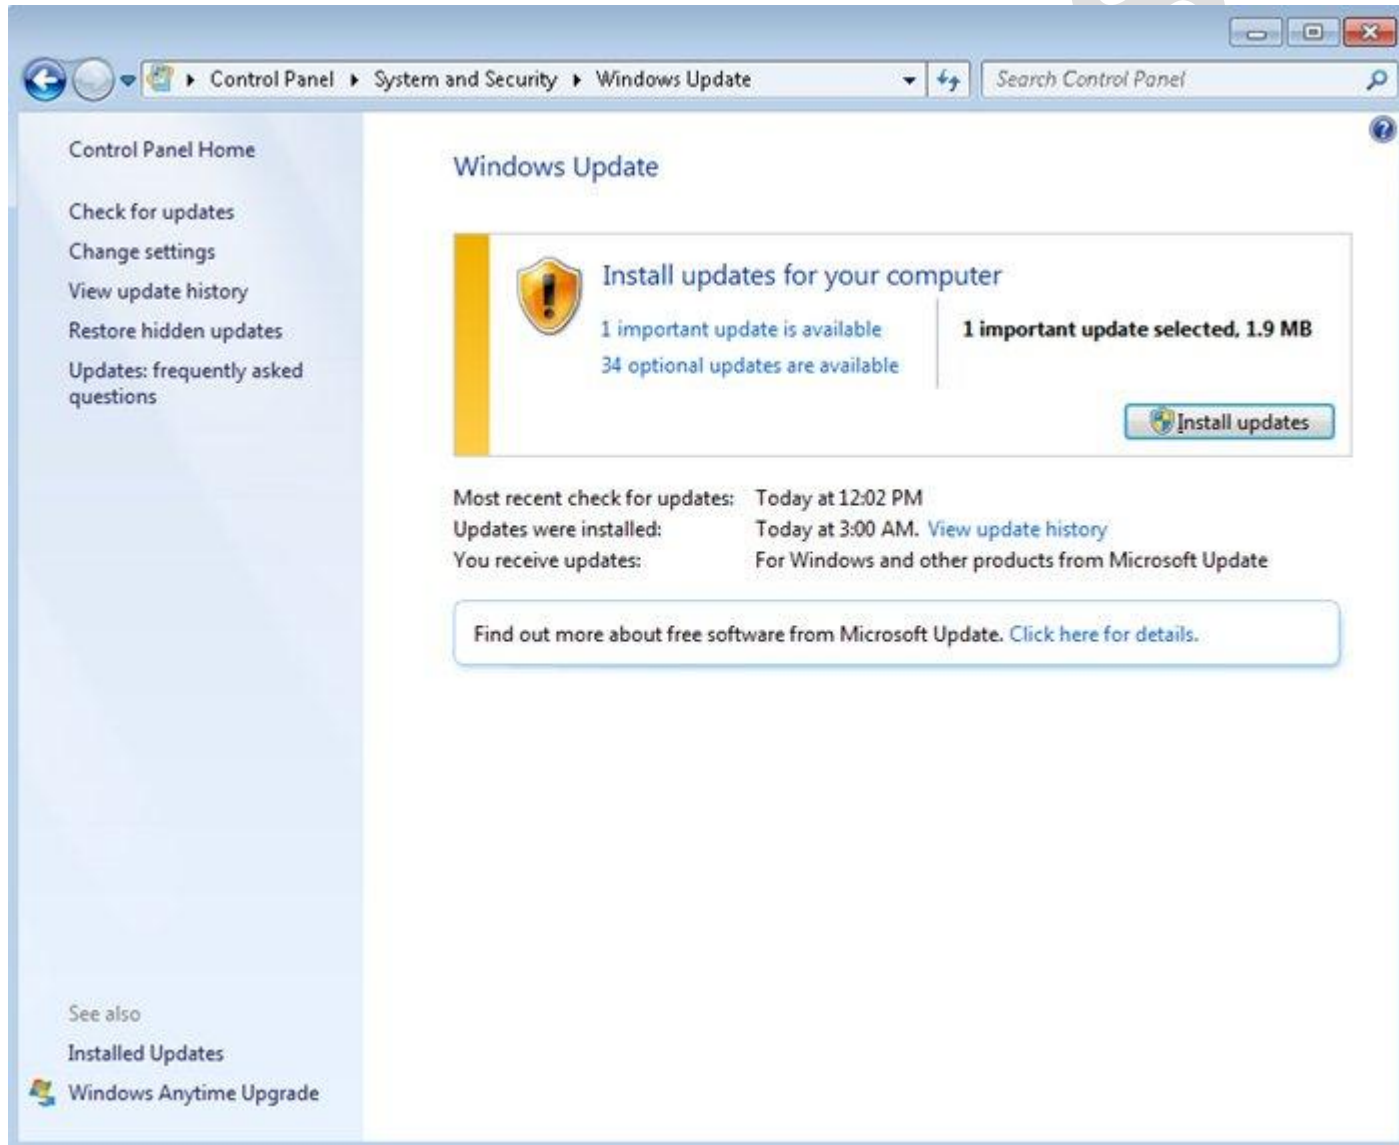 Control Panel ▸ System and Security ▸ Windows Update
Search Control Panel
Control Panel Home
Check for updates
Change settings
View update history
Restore hidden updates
Updates: frequently asked
questions
Windows Update
Install updates for your computer
1 important update is available
34 optional updates are available
1 important update selected, 1.9 MB
Install updates
Most recent check for updates: Today at 12:02 PM
Updates were installed: Today at 3:00 AM. View update history
You receive updates: For Windows and other products from Microsoft Update
Find out more about free software from Microsoft Update. Click here for details.
See also
Installed Updates
Windows Anytime Upgrade